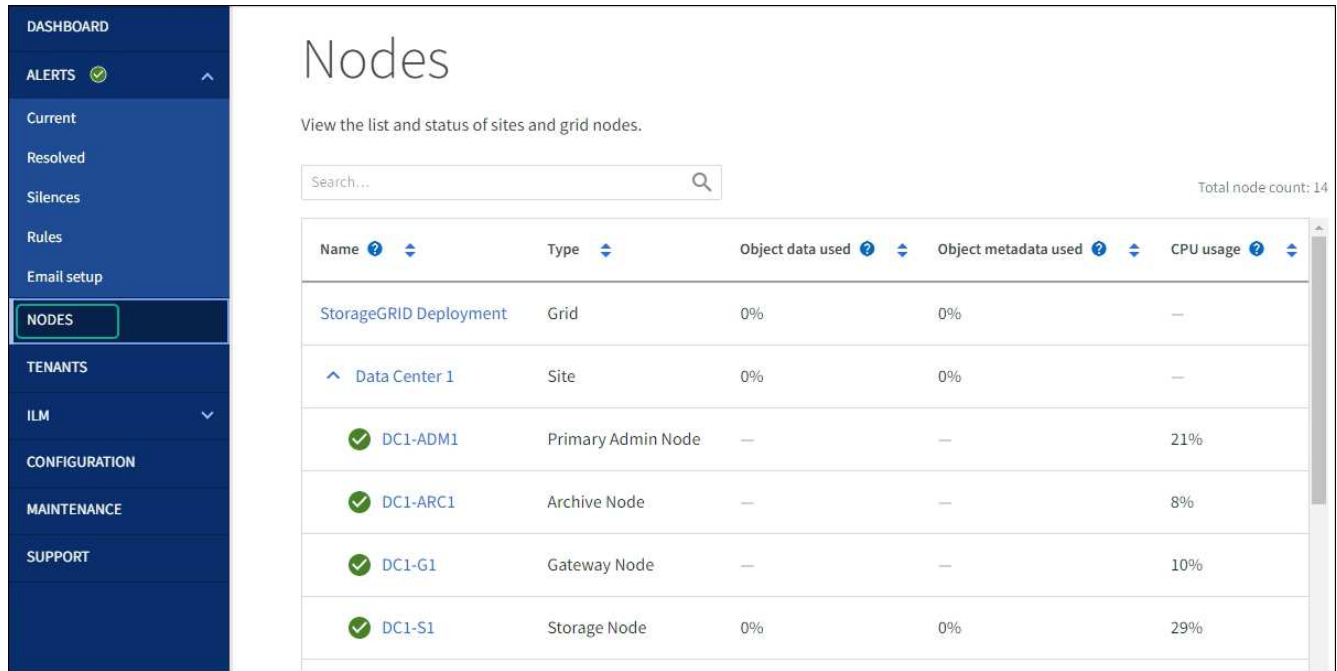 DASHBOARD
ALERTS
Current
Resolved
Silences
Rules
Email setup
NODES
TENANTS
ILM
CONFIGURATION
MAINTENANCE
SUPPORT
Nodes
View the list and status of sites and grid nodes.
Search...
Total node count: 14
Name ? Type Object data used ? Object metadata used ? CPU usage ?
StorageGRID Deployment Grid 0% 0% —
Data Center 1 Site 0% 0% —
DC1-ADM1 Primary Admin Node — — 21%
DC1-ARC1 Archive Node — — 8%
DC1-G1 Gateway Node — — 10%
DC1-S1 Storage Node 0% 0% 29%